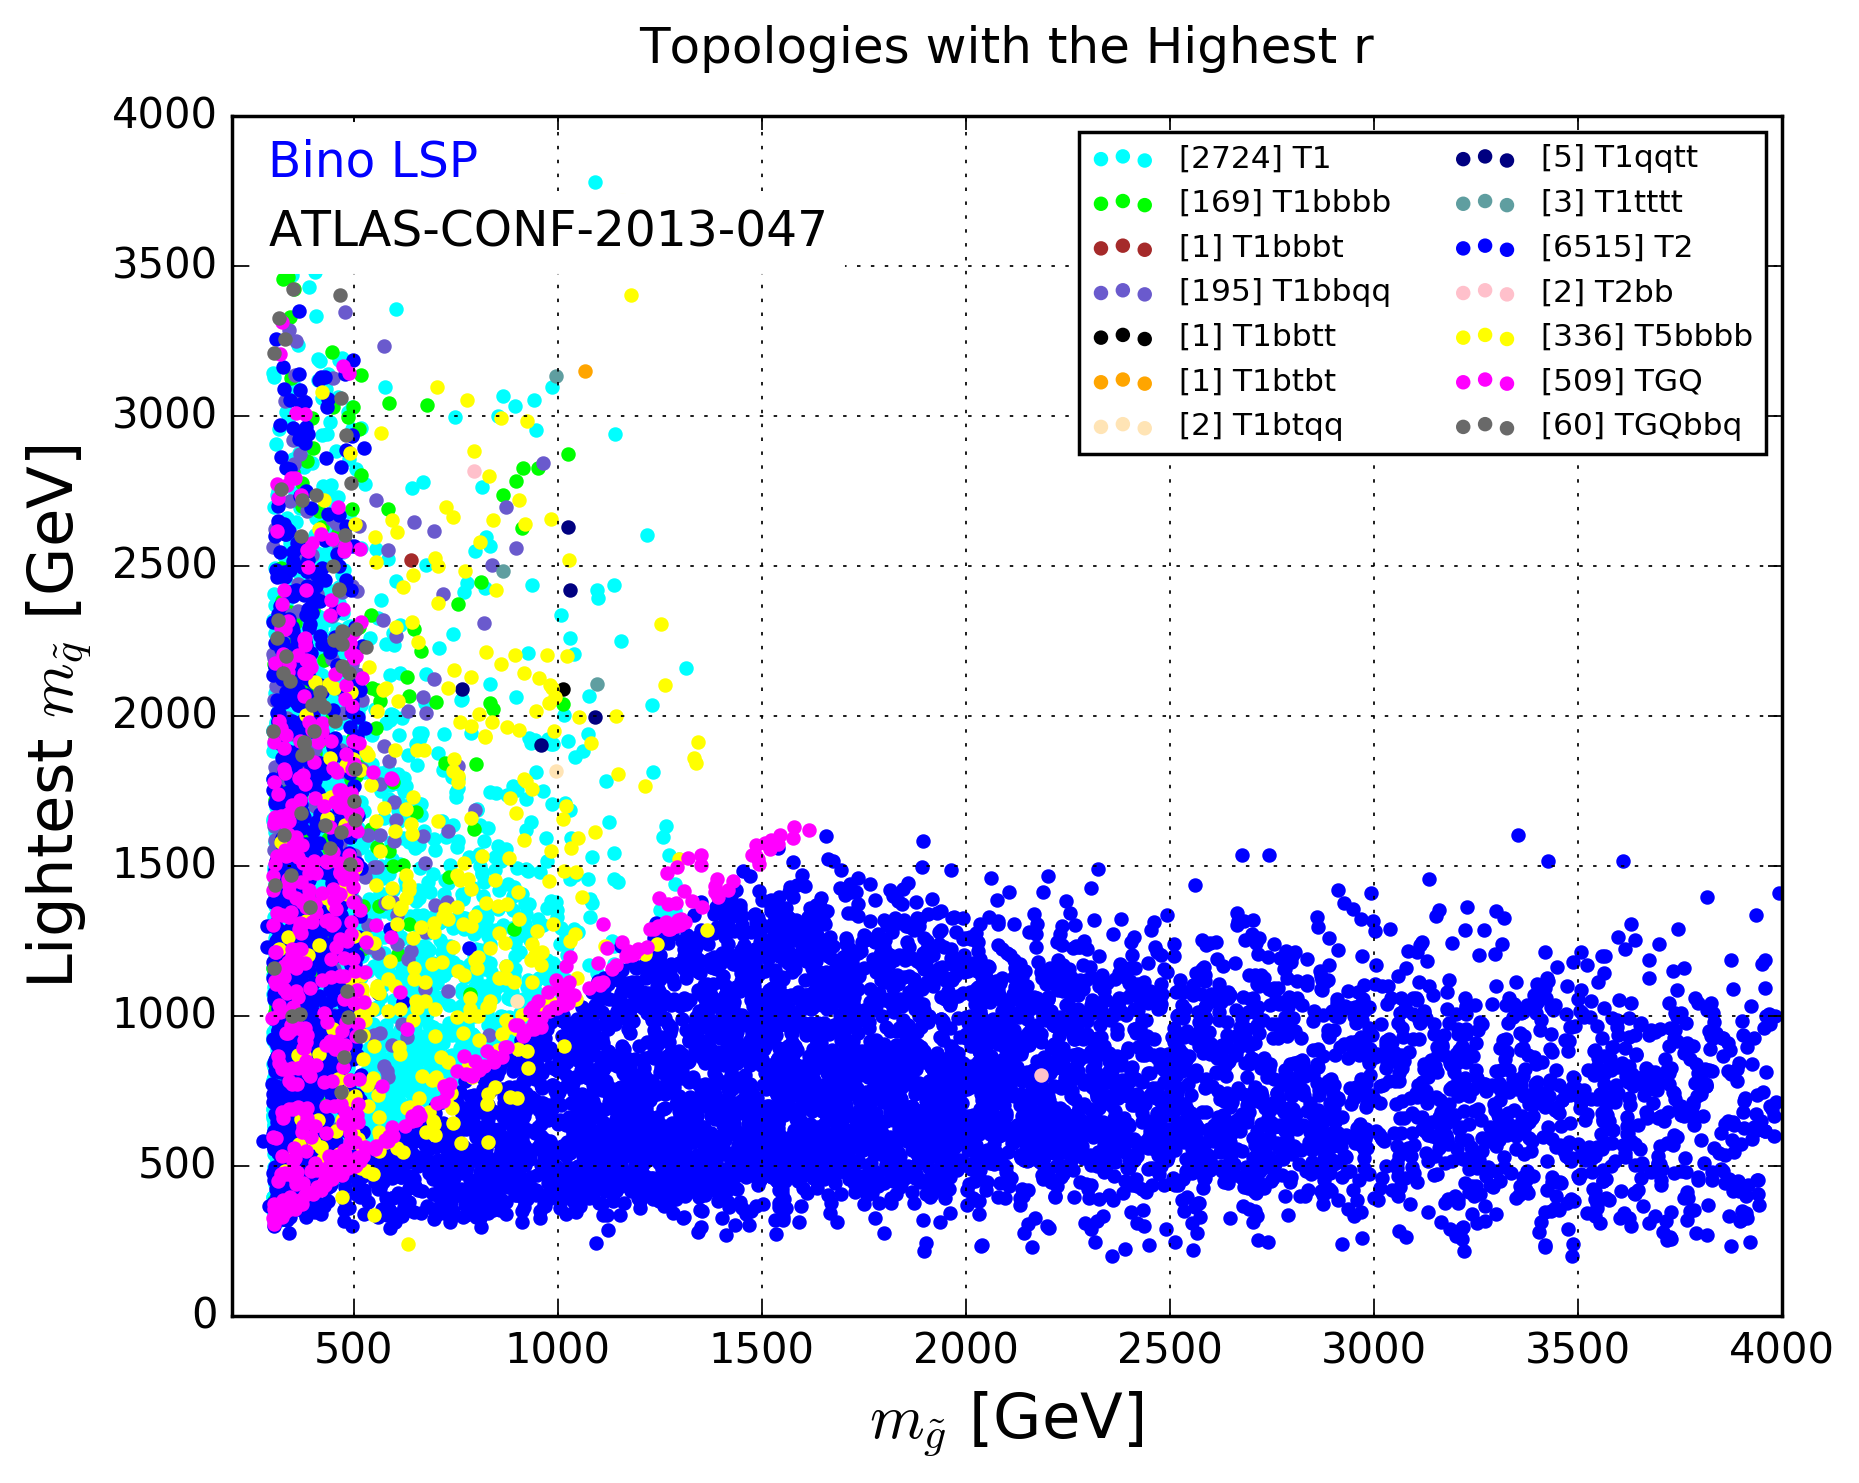 Topologies with the Highest r
Bino LSP
ATLAS-CONF-2013-047
[2724] T1
[169] T1bbbb
[1] T1bbbt
[195] T1bbqq
[1] T1bbtt
[1] T1btbt
[2] T1btqq
[5] T1qqtt
[3] T1tttt
[6515] T2
[2] T2bb
[336] T5bbbb
[509] TGQ
[60] TGQbbq
Lightest m_q̃ [GeV]
4000
3500
3000
2500
2000
1500
1000
500
0
500 1000 1500 2000 2500 3000 3500 4000
m_g̃ [GeV]